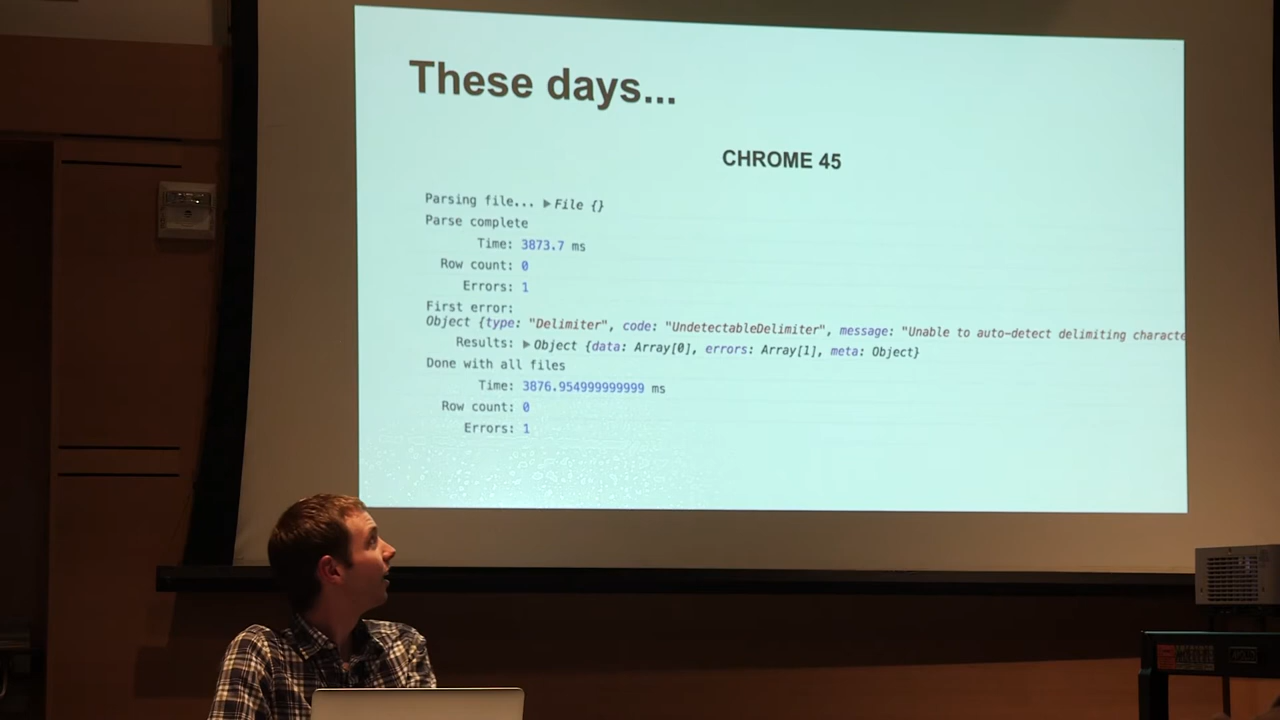 These days...
CHROME 45
Parsing file... ▶File {}
Parse complete
Time: 3873.7 ms
Row count: 0
Errors: 1
First error:
Object {type: "Delimiter", code: "UndetectableDelimiter", message: "Unable to auto-detect delimiting characte
Results: ▶Object {data: Array[0], errors: Array[1], meta: Object}
Done with all files
Time: 3876.954999999999 ms
Row count: 0
Errors: 1